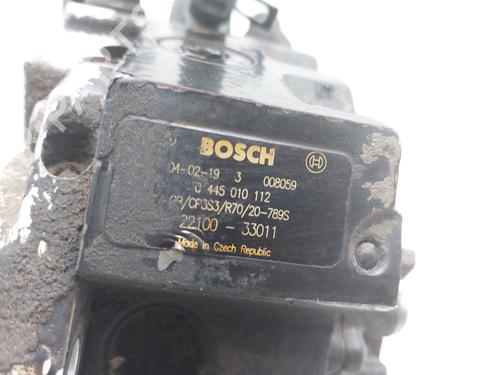 BOSCH
04-02-19 3 008059
0 445 010 112
CR/CP3S3/R70/20-789S
22100-33011
Made in Czech Republic